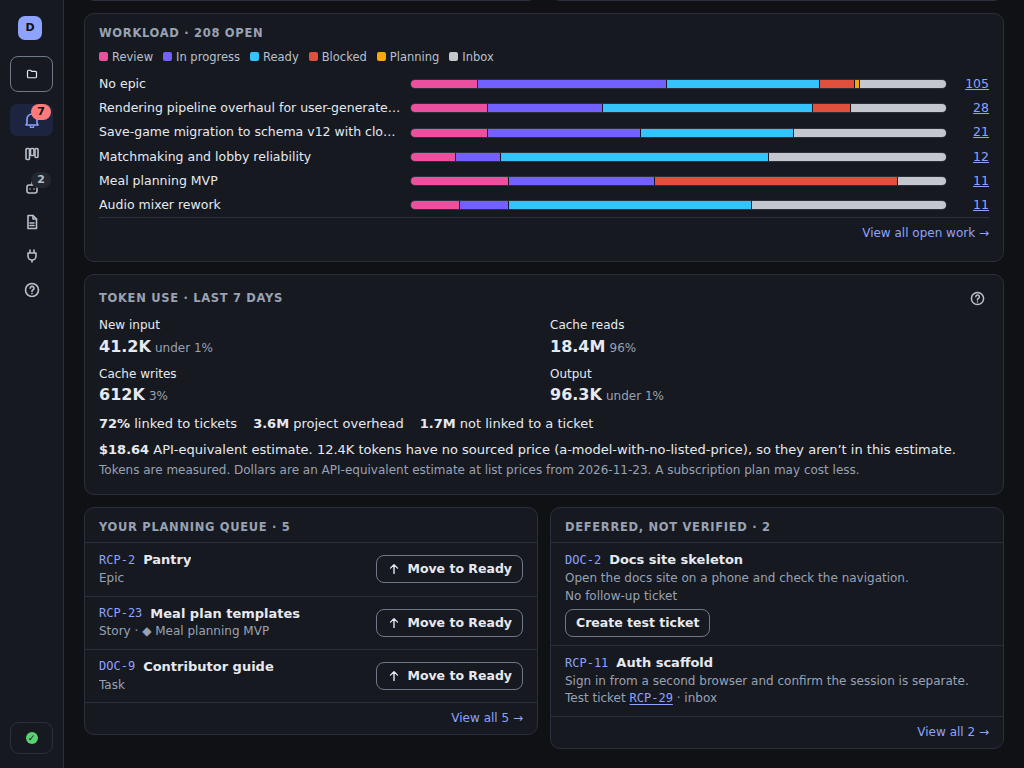 D
7
2
WORKLOAD · 208 OPEN
Review In progress Ready Blocked Planning Inbox
No epic 105
Rendering pipeline overhaul for user-generate… 28
Save-game migration to schema v12 with clo… 21
Matchmaking and lobby reliability 12
Meal planning MVP 11
Audio mixer rework 11
View all open work →
TOKEN USE · LAST 7 DAYS
New input
41.2K under 1%
Cache reads
18.4M 96%
Cache writes
612K 3%
Output
96.3K under 1%
72% linked to tickets 3.6M project overhead 1.7M not linked to a ticket
$18.64 API-equivalent estimate. 12.4K tokens have no sourced price (a-model-with-no-listed-price), so they aren’t in this estimate.
Tokens are measured. Dollars are API-equivalent estimate at list prices from 2026-11-23. A subscription plan may cost less.
YOUR PLANNING QUEUE · 5
RCP-2 Pantry
Epic
↑ Move to Ready
RCP-23 Meal plan templates
Story · ◆ Meal planning MVP
↑ Move to Ready
DOC-9 Contributor guide
Task
↑ Move to Ready
View all 5 →
DEFERRED, NOT VERIFIED · 2
DOC-2 Docs site skeleton
Open the docs site on a phone and check the navigation.
No follow-up ticket
Create test ticket
RCP-11 Auth scaffold
Sign in from a second browser and confirm the session is separate.
Test ticket RCP-29 · inbox
View all 2 →